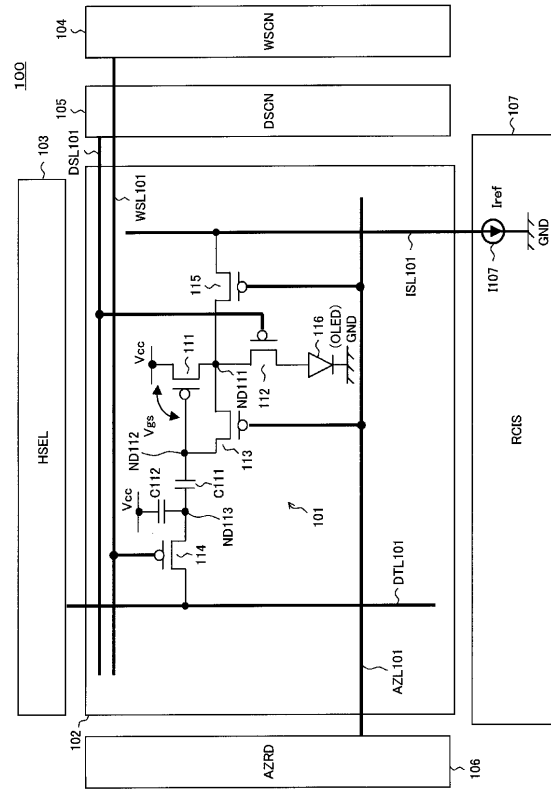 100
103
HSEL
104
WSCN
105
DSCN
DSL101
WSL101
Vcc
111
Vgs
ND112
Vcc
C112
C111
ND113
114
113
ND111
115
112
116
(OLED)
GND
101
102
DTL101
AZL101
ISL101
AZRD
106
107
Iref
I107
GND
RCIS